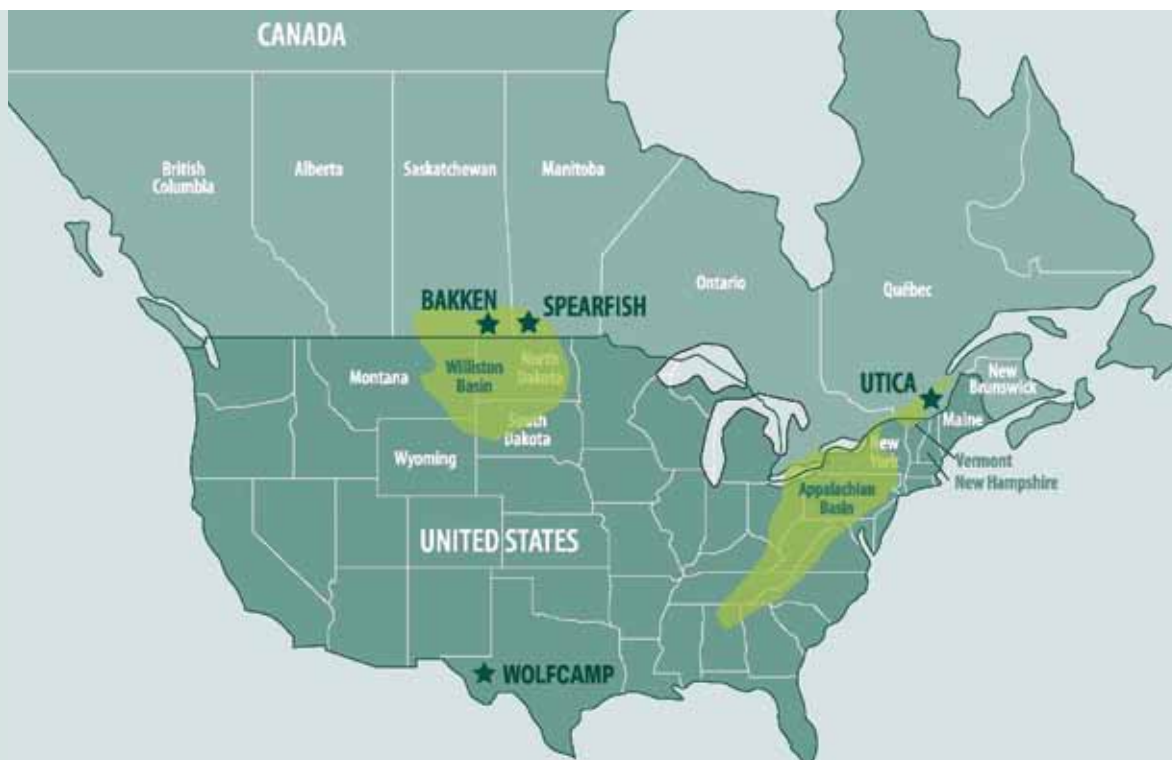 CANADA
British
Columbia
Alberta
Saskatchewan
Manitoba
Ontario
Québec
BAKKEN
SPEARFISH
Montana
Williston
Basin
North
Dakota
South
Dakota
Wyoming
UTICA
New
Brunswick
Maine
New
York
Vermont
New Hampshire
Appalachian
Basin
UNITED STATES
WOLFCAMP